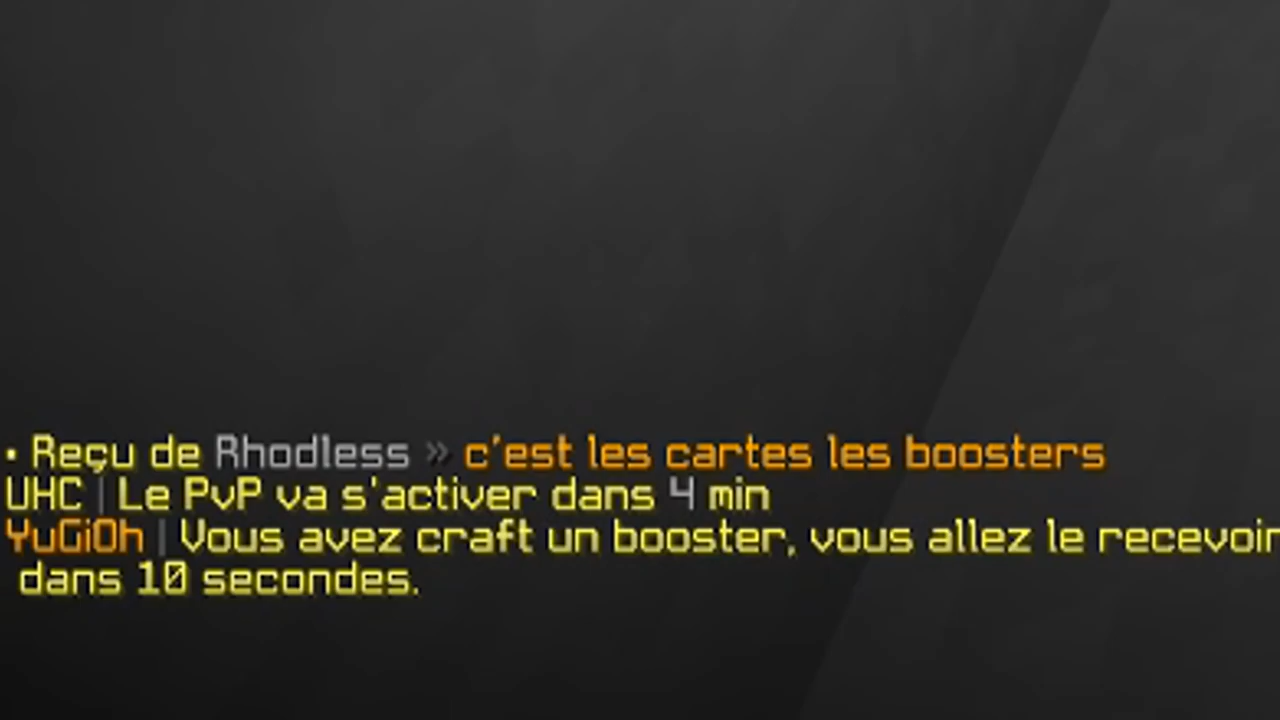 • Reçu de Rhodless » c'est les cartes les boosters
UHC | Le PvP va s'activer dans 4 min
YuGiOh | Vous avez craft un booster, vous allez le recevoir
dans 10 secondes.